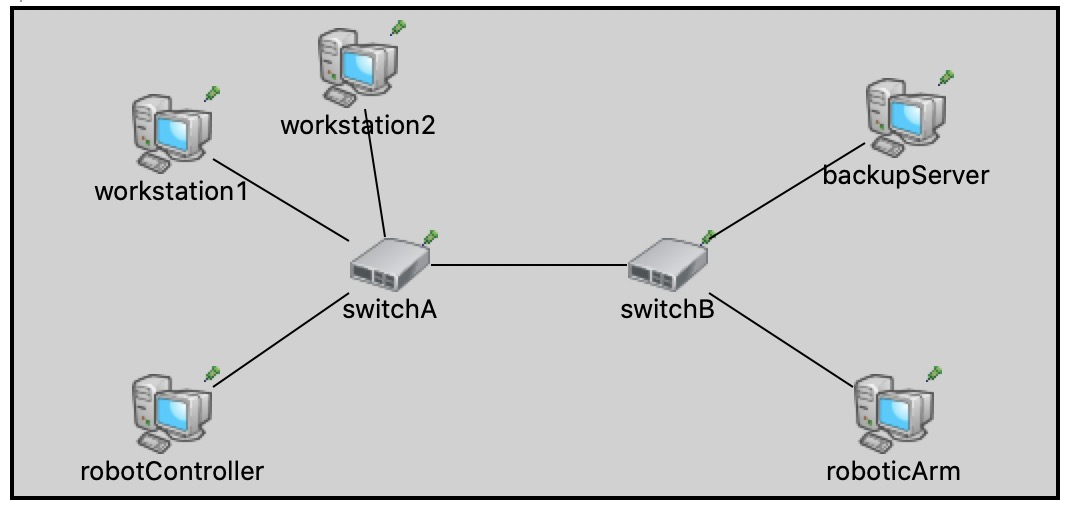 workstation2
workstation1
backupServer
switchA
switchB
robotController
roboticArm